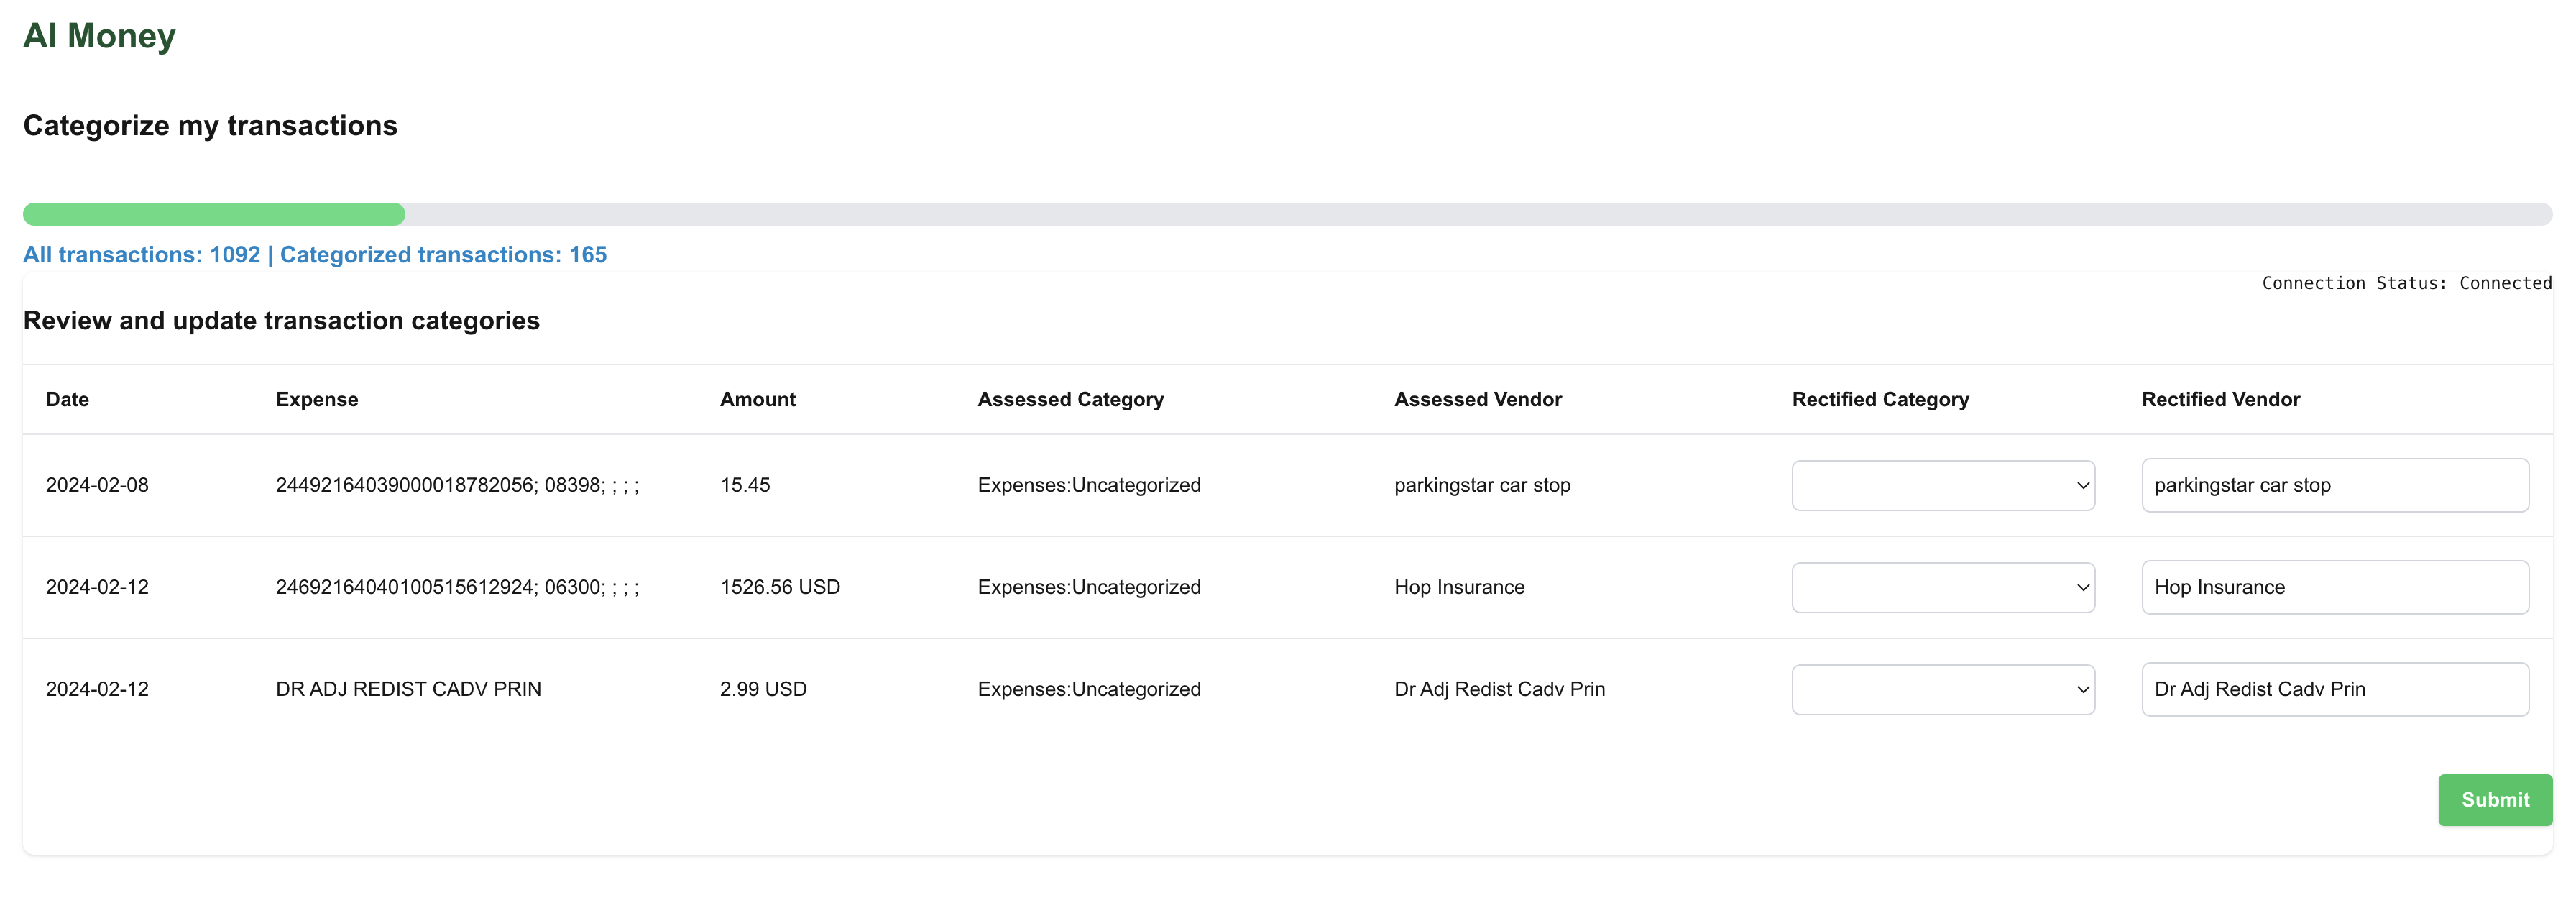 AI Money
Categorize my transactions
All transactions: 1092 | Categorized transactions: 165
Connection Status: Connected
Review and update transaction categories
Date Expense Amount Assessed Category Assessed Vendor Rectified Category Rectified Vendor
2024-02-08 24492164039000018782056; 08398; ; ; ; 15.45 Expenses:Uncategorized parkingstar car stop parkingstar car stop
2024-02-12 24692164040100515612924; 06300; ; ; ; 1526.56 USD Expenses:Uncategorized Hop Insurance Hop Insurance
2024-02-12 DR ADJ REDIST CADV PRIN 2.99 USD Expenses:Uncategorized Dr Adj Redist Cadv Prin Dr Adj Redist Cadv Prin
Submit